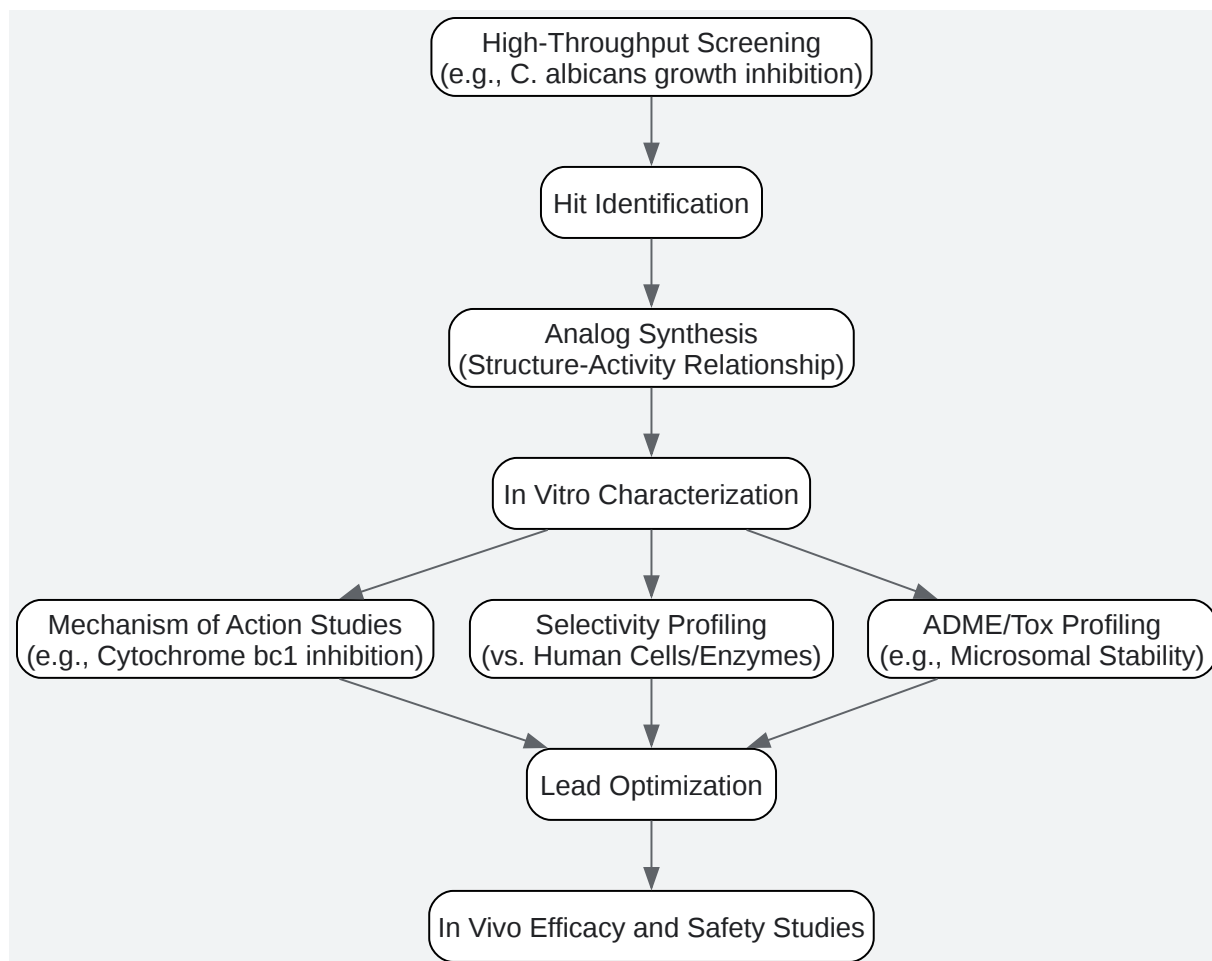 High-Throughput Screening
(e.g., C. albicans growth inhibition)
Hit Identification
Analog Synthesis
(Structure-Activity Relationship)
In Vitro Characterization
Mechanism of Action Studies
(e.g., Cytochrome bc1 inhibition)
Selectivity Profiling
(vs. Human Cells/Enzymes)
ADME/Tox Profiling
(e.g., Microsomal Stability)
Lead Optimization
In Vivo Efficacy and Safety Studies